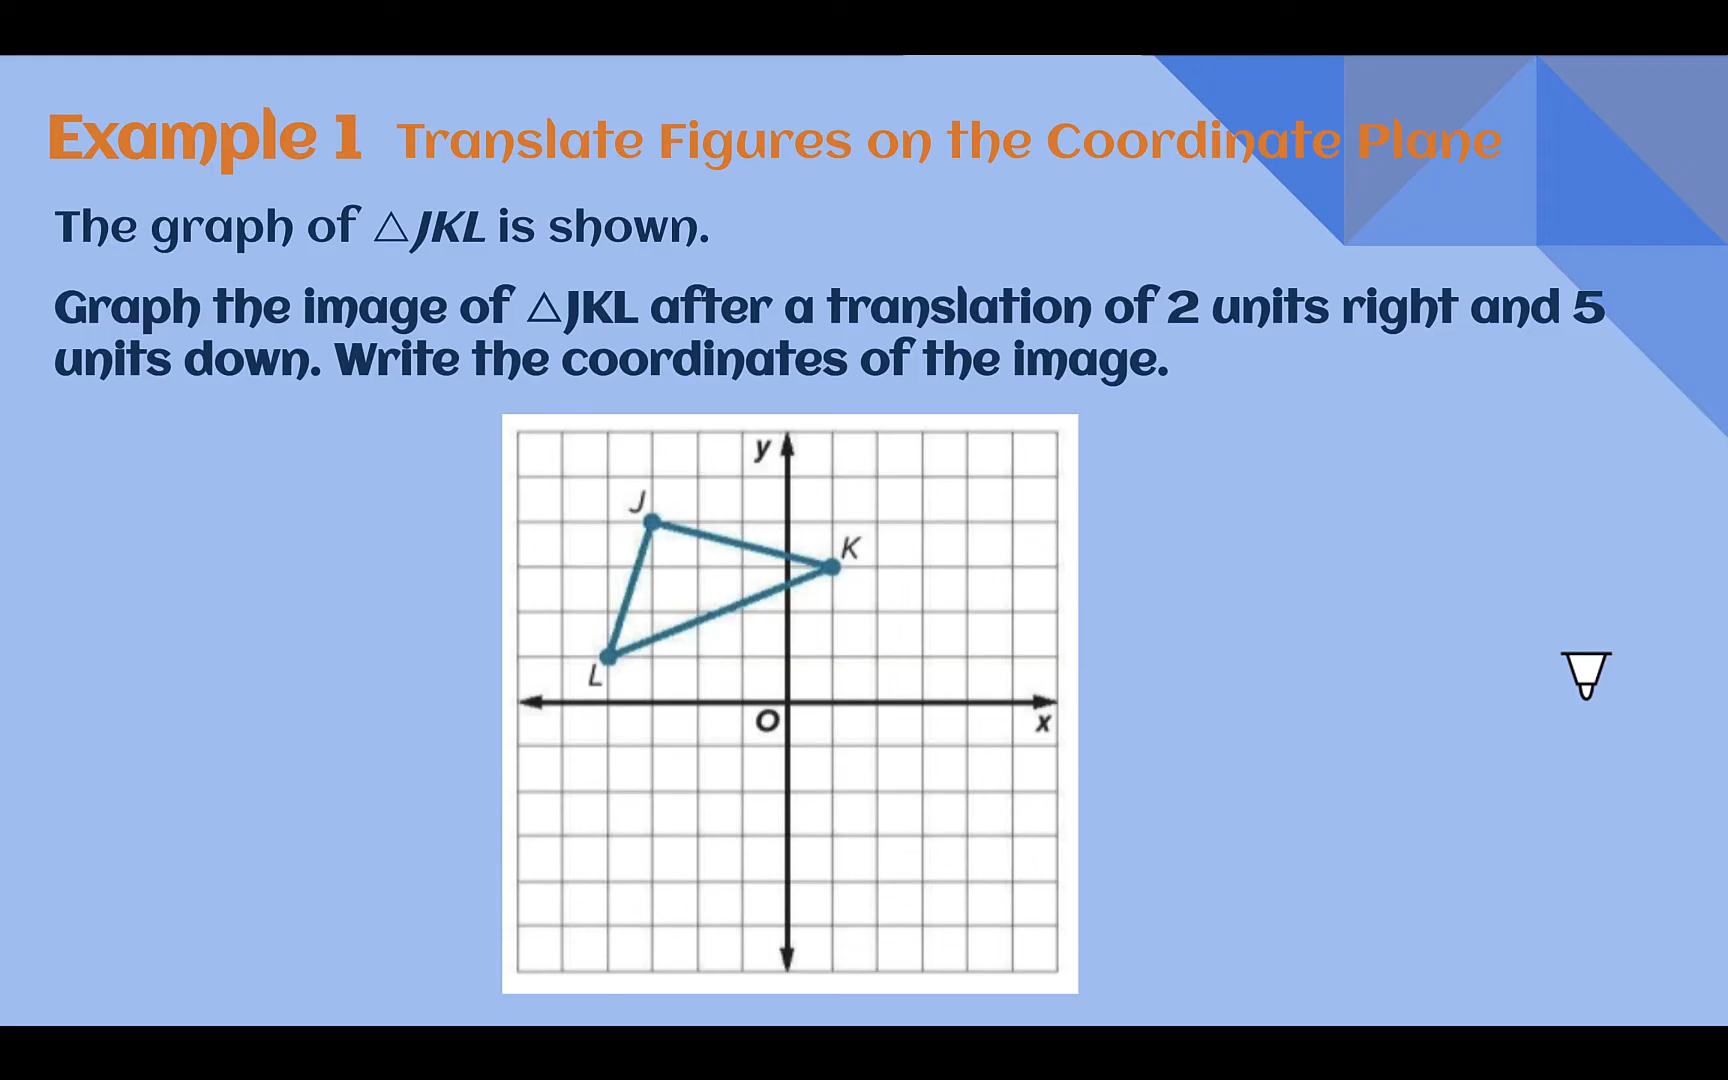 Example 1 Translate Figures on the Coordinate Plane
The graph of △JKL is shown.
Graph the image of △JKL after a translation of 2 units right and 5
units down. Write the coordinates of the image.
y
J
K
L
O
x